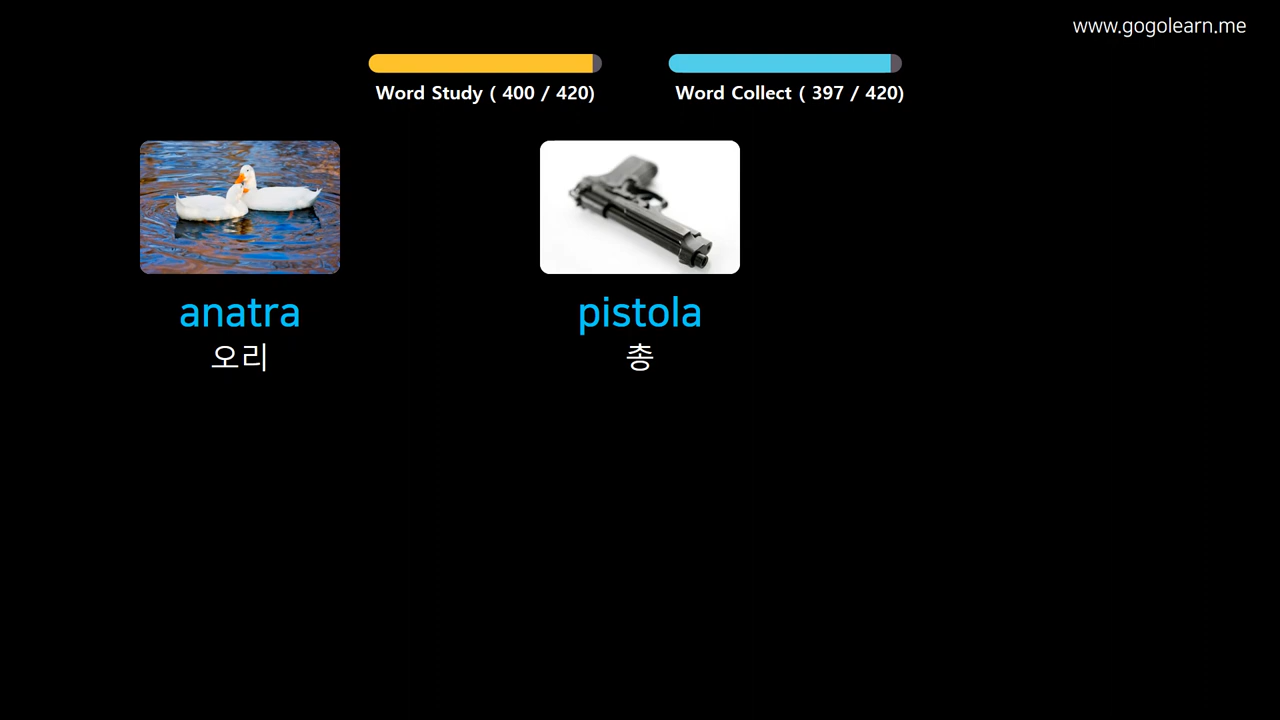 www.gogolearn.me
Word Study ( 400 / 420)
Word Collect ( 397 / 420)
anatra
오리
pistola
총